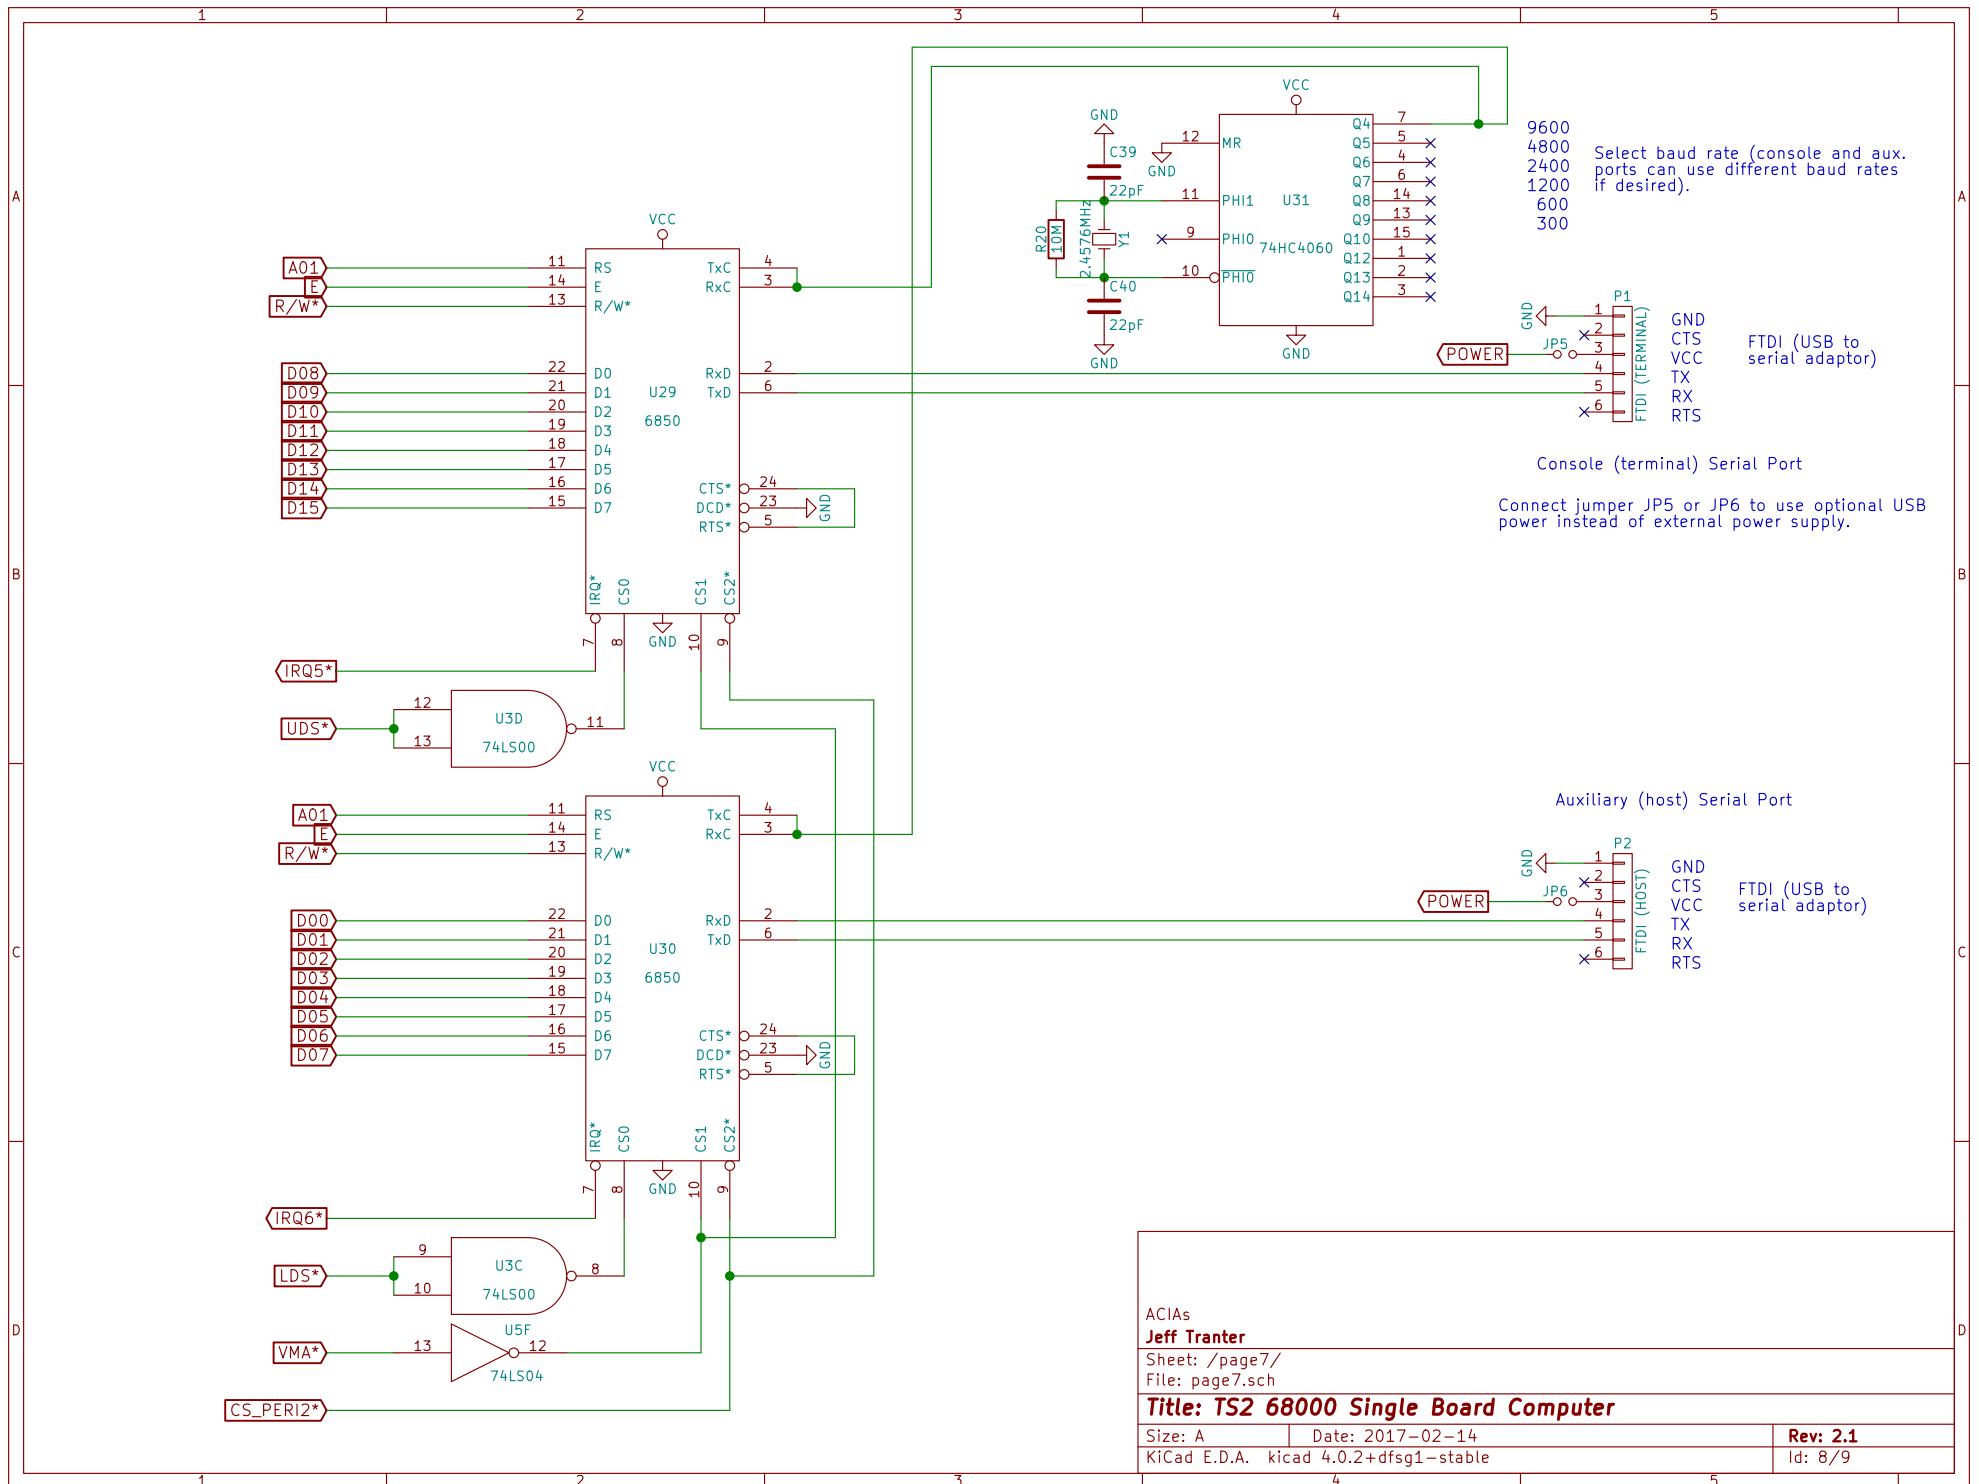 1 2 3 4 5
A
B
C
D
A
B
C
D
1 2 3 4 5
VCC
A01 11 RS
E 14 E
R/W* 13 R/W*
TxC 4
RxC 3
D08 22 D0
D09 21 D1
D10 20 D2
D11 19 D3
D12 18 D4
D13 17 D5
D14 16 D6
D15 15 D7
U29
6850
RxD 2
TxD 6
CTS* 24
DCD* 23 GND
RTS* 5
IRQ* CS0 CS1 CS2*
7 8 GND 10 9
IRQ5*
UDS* 12 13 U3D 11
74LS00
VCC
A01 11 RS
E 14 E
R/W* 13 R/W*
TxC 4
RxC 3
D00 22 D0
D01 21 D1
D02 20 D2
D03 19 D3
D04 18 D4
D05 17 D5
D06 16 D6
D07 15 D7
U30
6850
RxD 2
TxD 6
CTS* 24
DCD* 23 GND
RTS* 5
IRQ* CS0 CS1 CS2*
7 8 GND 10 9
IRQ6*
LDS* 9 10 U3C 8
74LS00
U5F
VMA* 13 12
74LS04
CS_PERI2*
GND
C39
22pF
R20
10M
2.4576MHz
Y1
C40
22pF
GND
VCC
12 MR
GND
11 PHI1
9 PHI0
10 PHI0
U31
74HC4060
Q4 7
Q5 5
Q6 4
Q7 6
Q8 14
Q9 13
Q10 15
Q12 1
Q13 2
Q14 3
GND
9600
4800
2400
1200
600
300
Select baud rate (console and aux.
ports can use different baud rates
if desired).
P1
GND 1 GND
2 CTS
POWER JP5 3 VCC
4 TX
5 RX
6 RTS
FTDI (TERMINAL)
FTDI (USB to
serial adaptor)
Console (terminal) Serial Port
Connect jumper JP5 or JP6 to use optional USB
power instead of external power supply.
Auxiliary (host) Serial Port
P2
GND 1 GND
2 CTS
POWER JP6 3 VCC
4 TX
5 RX
6 RTS
FTDI (HOST)
FTDI (USB to
serial adaptor)
ACIAs
Jeff Tranter
Sheet: /page7/
File: page7.sch
Title: TS2 68000 Single Board Computer
Size: A Date: 2017-02-14 Rev: 2.1
KiCad E.D.A. kicad 4.0.2+dfsg1-stable Id: 8/9